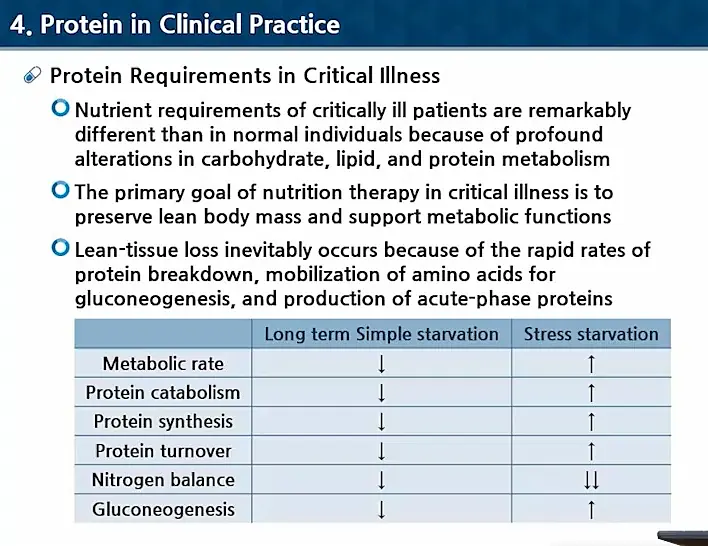 4. Protein in Clinical Practice
Protein Requirements in Critical Illness
Nutrient requirements of critically ill patients are remarkably
different than in normal individuals because of profound
alterations in carbohydrate, lipid, and protein metabolism
The primary goal of nutrition therapy in critical illness is to
preserve lean body mass and support metabolic functions
Lean-tissue loss inevitably occurs because of the rapid rates of
protein breakdown, mobilization of amino acids for
gluconeogenesis, and production of acute-phase proteins
Long term Simple starvation Stress starvation
Metabolic rate ↓ ↑
Protein catabolism ↓ ↑
Protein synthesis ↓ ↑
Protein turnover ↓ ↑
Nitrogen balance ↓ ↓↓
Gluconeogenesis ↓ ↑